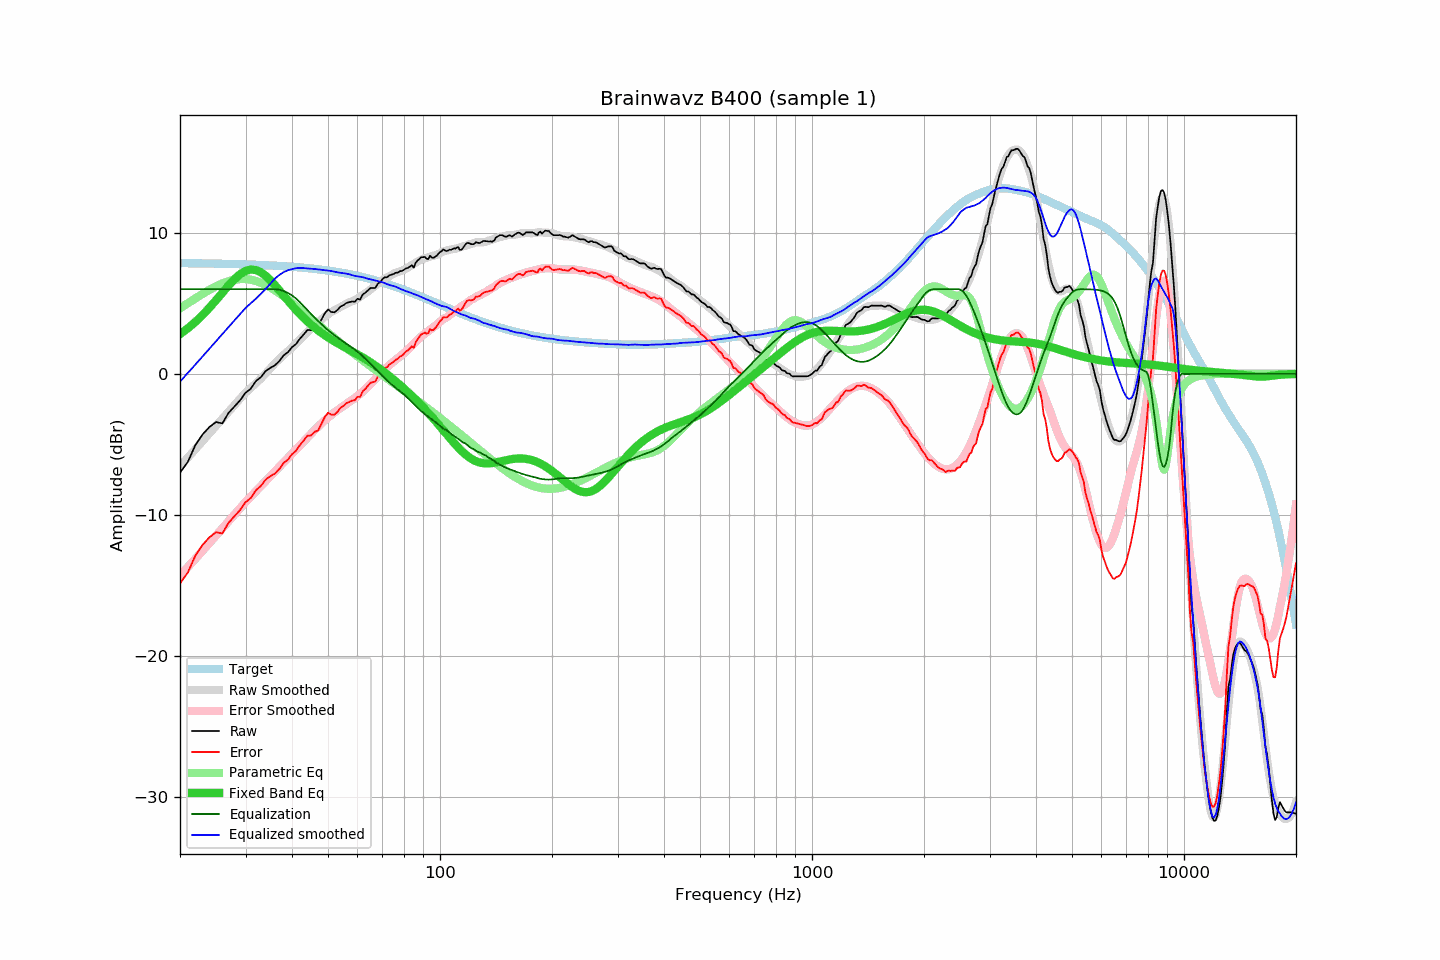 Brainwavz B400 (sample 1)
10
0
−10
−20
−30
Amplitude (dBr)
Target
Raw Smoothed
Error Smoothed
Raw
Error
Parametric Eq
Fixed Band Eq
Equalization
Equalized smoothed
100
1000
10000
Frequency (Hz)